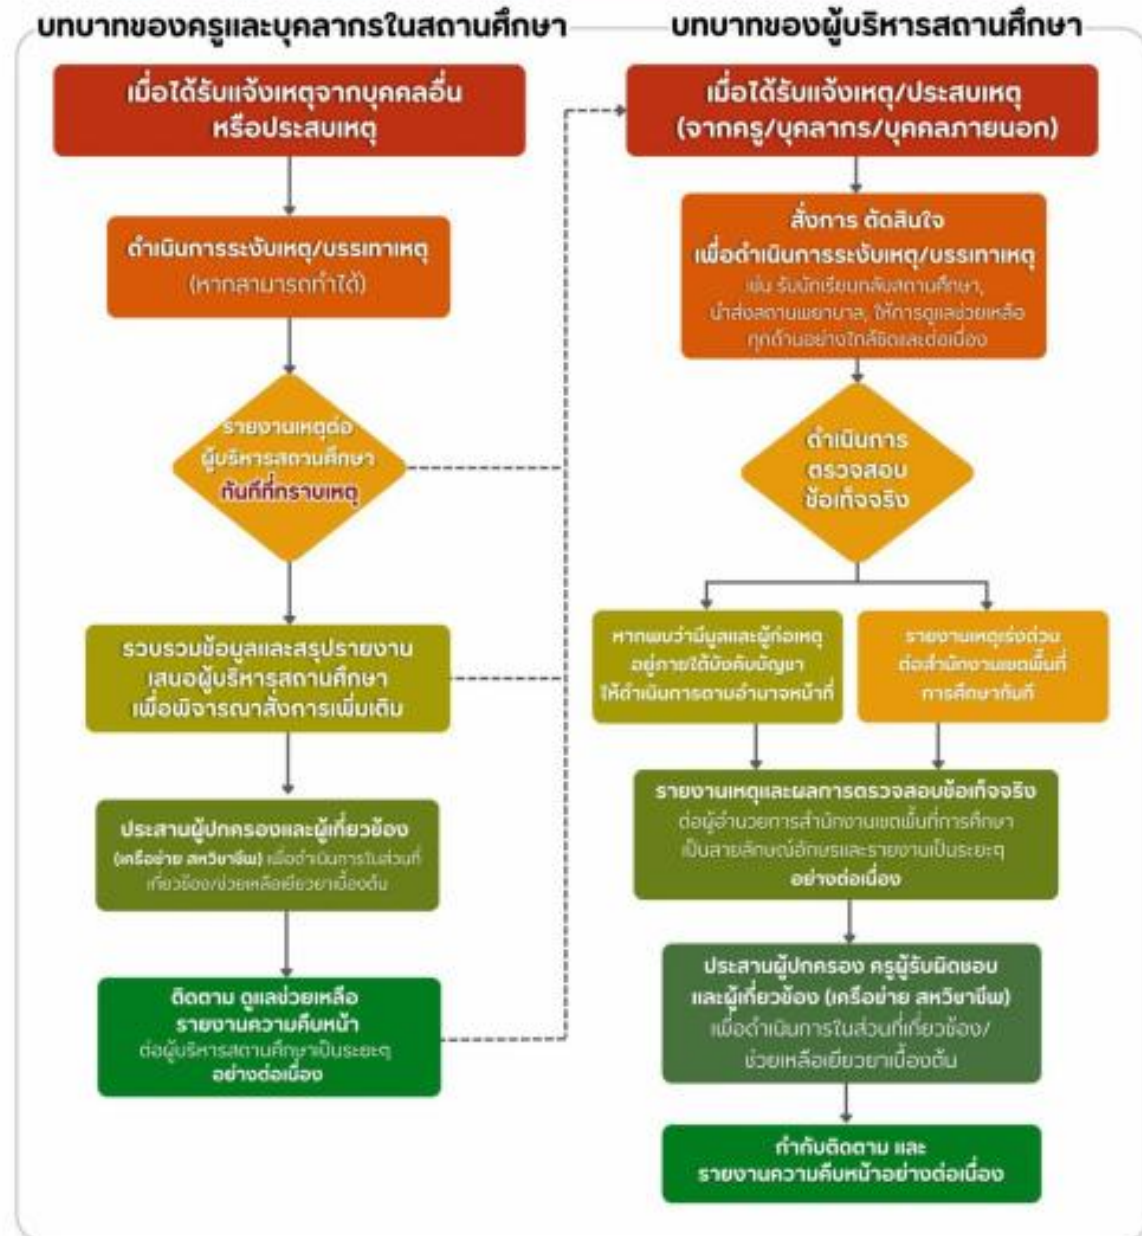 บทบาทของครูและบุคลากรในสถานศึกษา
เมื่อได้รับแจ้งเหตุจากบุคคลอื่น
หรือประสบเหตุ
ดำเนินการระงับเหตุ/บรรเทาเหตุ
(หากสามารถทำได้)
รายงานเหตุต่อ
ผู้บริหารสถานศึกษา
ทันทีที่ทราบเหตุ
รวบรวมข้อมูลและสรุปรายงาน
เสนอผู้บริหารสถานศึกษา
เพื่อพิจารณาสั่งการเพิ่มเติม
ประสานผู้ปกครองและผู้เกี่ยวข้อง
(เครือข่าย สหวิชาชีพ) เพื่อดำเนินการในส่วนที่
เกี่ยวข้อง/ช่วยเหลือเยียวยาเบื้องต้น
ติดตาม ดูแลช่วยเหลือ
รายงานความคืบหน้า
ต่อผู้บริหารสถานศึกษาเป็นระยะๆ
อย่างต่อเนื่อง
บทบาทของผู้บริหารสถานศึกษา
เมื่อได้รับแจ้งเหตุ/ประสบเหตุ
(จากครู/บุคลากร/บุคคลภายนอก)
สั่งการ ตัดสินใจ
เพื่อดำเนินการระงับเหตุ/บรรเทาเหตุ
เช่น รับนักเรียนกลับสถานศึกษา,
นำส่งสถานพยาบาล, ให้การดูแลช่วยเหลือ
ทุกด้านอย่างใกล้ชิดและต่อเนื่อง
ดำเนินการ
ตรวจสอบ
ข้อเท็จจริง
หากพบว่ามีมูลและผู้ก่อเหตุ
อยู่ภายใต้บังคับบัญชา
ให้ดำเนินการตามอำนาจหน้าที่
รายงานเหตุเร่งด่วน
ต่อสำนักงานเขตพื้นที่
การศึกษาทันที
รายงานเหตุและผลการตรวจสอบข้อเท็จจริง
ต่อผู้อำนวยการสำนักงานเขตพื้นที่การศึกษา
เป็นลายลักษณ์อักษรและรายงานเป็นระยะๆ
อย่างต่อเนื่อง
ประสานผู้ปกครอง ครูผู้รับผิดชอบ
และผู้เกี่ยวข้อง (เครือข่าย สหวิชาชีพ)
เพื่อดำเนินการในส่วนที่เกี่ยวข้อง/
ช่วยเหลือเยียวยาเบื้องต้น
กำกับติดตาม และ
รายงานความคืบหน้าอย่างต่อเนื่อง